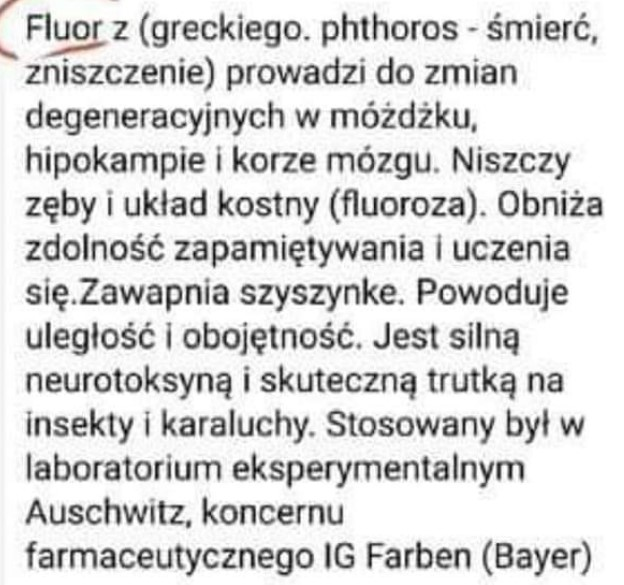 Fluor z (greckiego. phthoros - śmierć,
zniszczenie) prowadzi do zmian
degeneracyjnych w móżdżku,
hipokampie i korze mózgu. Niszczy
zęby i układ kostny (fluoroza). Obniża
zdolność zapamiętywania i uczenia
się.Zawapnia szyszynke. Powoduje
uległość i obojętność. Jest silną
neurotoksyną i skuteczną trutką na
insekty i karaluchy. Stosowany był w
laboratorium eksperymentalnym
Auschwitz, koncernu
farmaceutycznego IG Farben (Bayer)